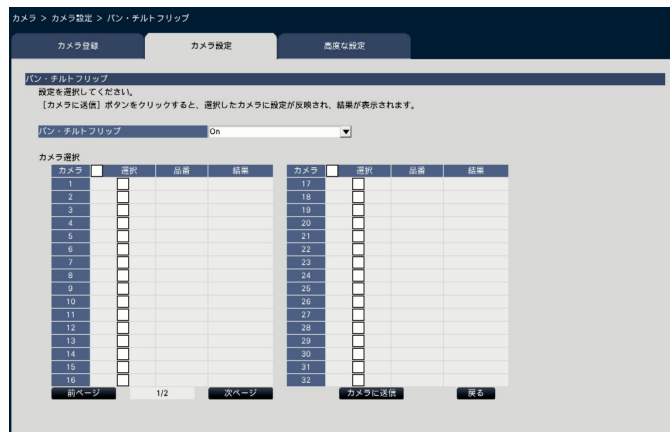 カメラ > カメラ設定 > パン・チルトフリップ
カメラ登録 カメラ設定 高度な設定
パン・チルトフリップ
設定を選択してください。
［カメラに送信］ボタンをクリックすると、選択したカメラに設定が反映され、結果が表示されます。
パン・チルトフリップ On
カメラ選択
カメラ 選択 品番 結果 カメラ 選択 品番 結果
1 17
2 18
3 19
4 20
5 21
6 22
7 23
8 24
9 25
10 26
11 27
12 28
13 29
14 30
15 31
16 32
前ページ 1/2 次ページ カメラに送信 戻る